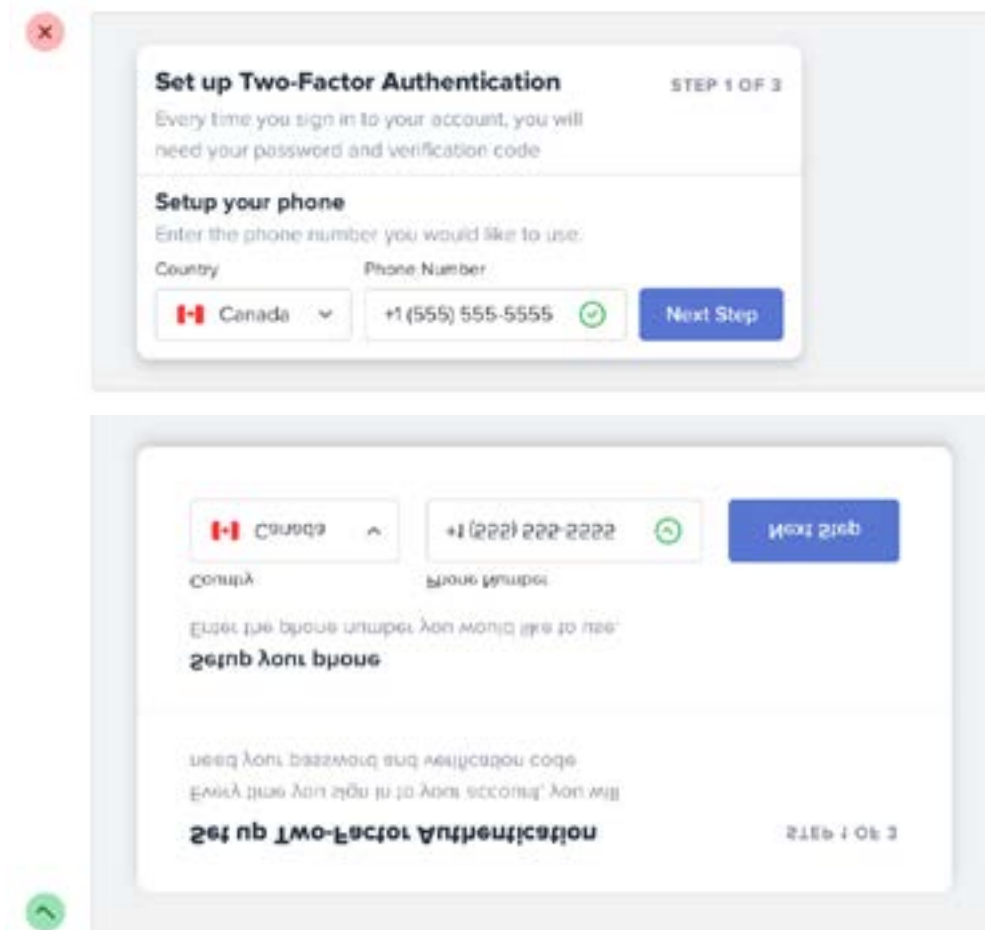 Set up Two-Factor Authentication
STEP 1 OF 3
Every time you sign in to your account, you will
need your password and verification code
Setup your phone
Enter the phone number you would like to use.
Country
Phone Number
Canada
+1 (555) 555-5555
Next Step
Set up Two-Factor Authentication
STEP 1 OF 3
Every time you sign in to your account, you will
need your password and verification code
Setup your phone
Enter the phone number you would like to use.
Country
Phone Number
Canada
+1 (555) 555-5555
Next Step